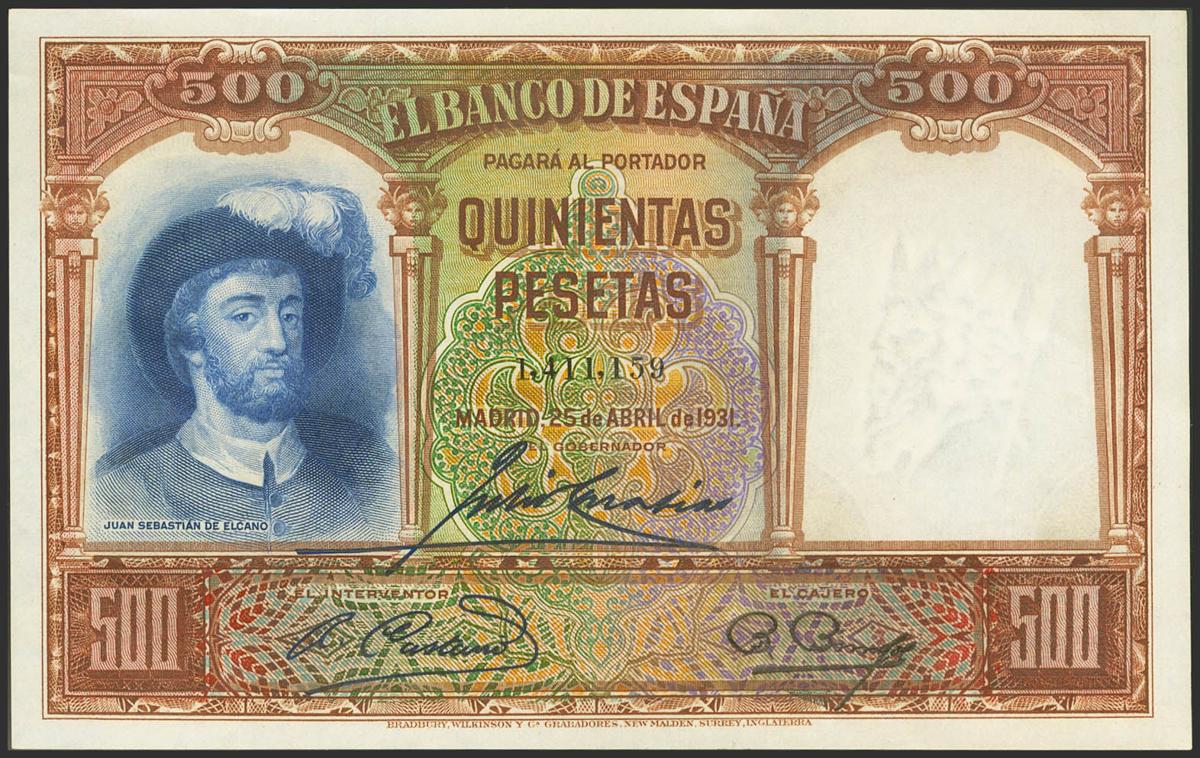 500
500
EL BANCO DE ESPAÑA
PAGARÁ AL PORTADOR
QUINIENTAS
PESETAS
1,411,159
MADRID, 25 de ABRIL de 1931.
EL GOBERNADOR
JUAN SEBASTIÁN DE ELCANO
EL INTERVENTOR
EL CAJERO
500
500
BRADBURY, WILKINSON Y Cª GRABADORES, NEW MALDEN, SURREY, INGLATERRA